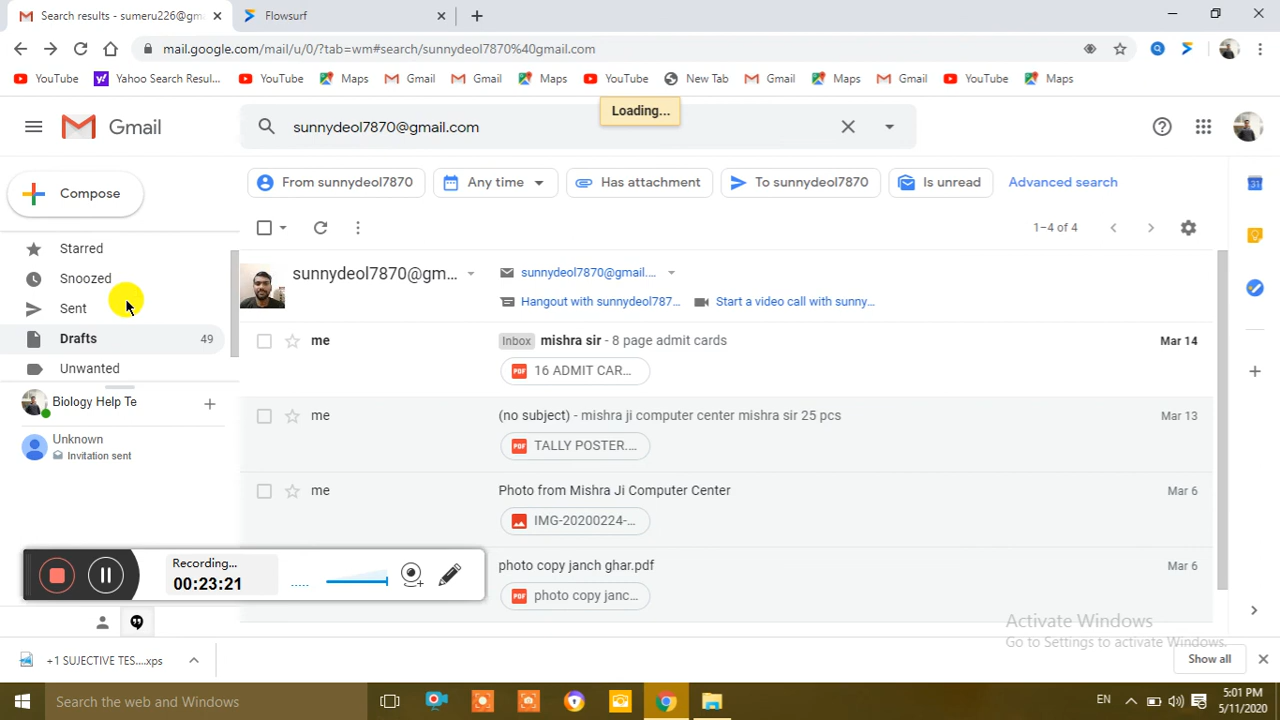 Search results - sumeru226@gm
Flowsurf
mail.google.com/mail/u/0/?tab=wm#search/sunnydeol7870%40gmail.com
YouTube
Yahoo Search Resul...
YouTube
Maps
Gmail
Gmail
Maps
YouTube
New Tab
Gmail
Maps
Gmail
YouTube
Maps
Loading...
Gmail
sunnydeol7870@gmail.com
Compose
From sunnydeol7870
Any time
Has attachment
To sunnydeol7870
Is unread
Advanced search
1–4 of 4
Starred
Snoozed
Sent
Drafts 49
Unwanted
Biology Help Te
Unknown
Invitation sent
sunnydeol7870@gm...
sunnydeol7870@gmail....
Hangout with sunnydeol787...
Start a video call with sunny...
me Inbox mishra sir - 8 page admit cards Mar 14
PDF 16 ADMIT CAR...
me (no subject) - mishra ji computer center mishra sir 25 pcs Mar 13
PDF TALLY POSTER....
me Photo from Mishra Ji Computer Center Mar 6
IMG-20200224-...
photo copy janch ghar.pdf Mar 6
PDF photo copy janc...
Recording...
00:23:21
Activate Windows
Go to Settings to activate Windows.
+1 SUJECTIVE TES....xps
Show all
Search the web and Windows
EN
5:01 PM
5/11/2020